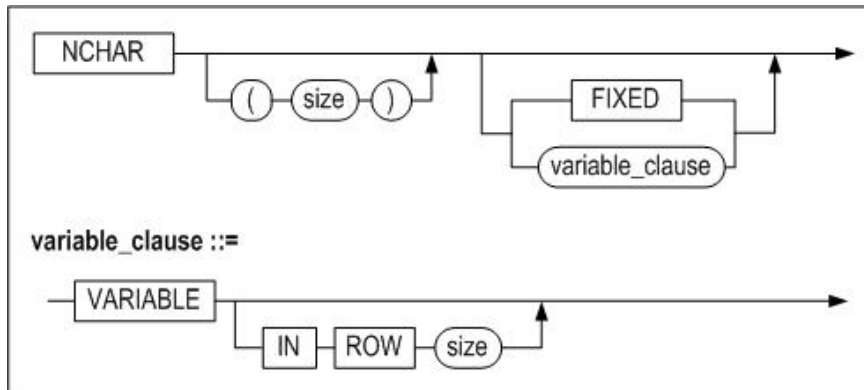 NCHAR
( size )
FIXED
variable_clause
variable_clause ::=
VARIABLE
IN ROW size